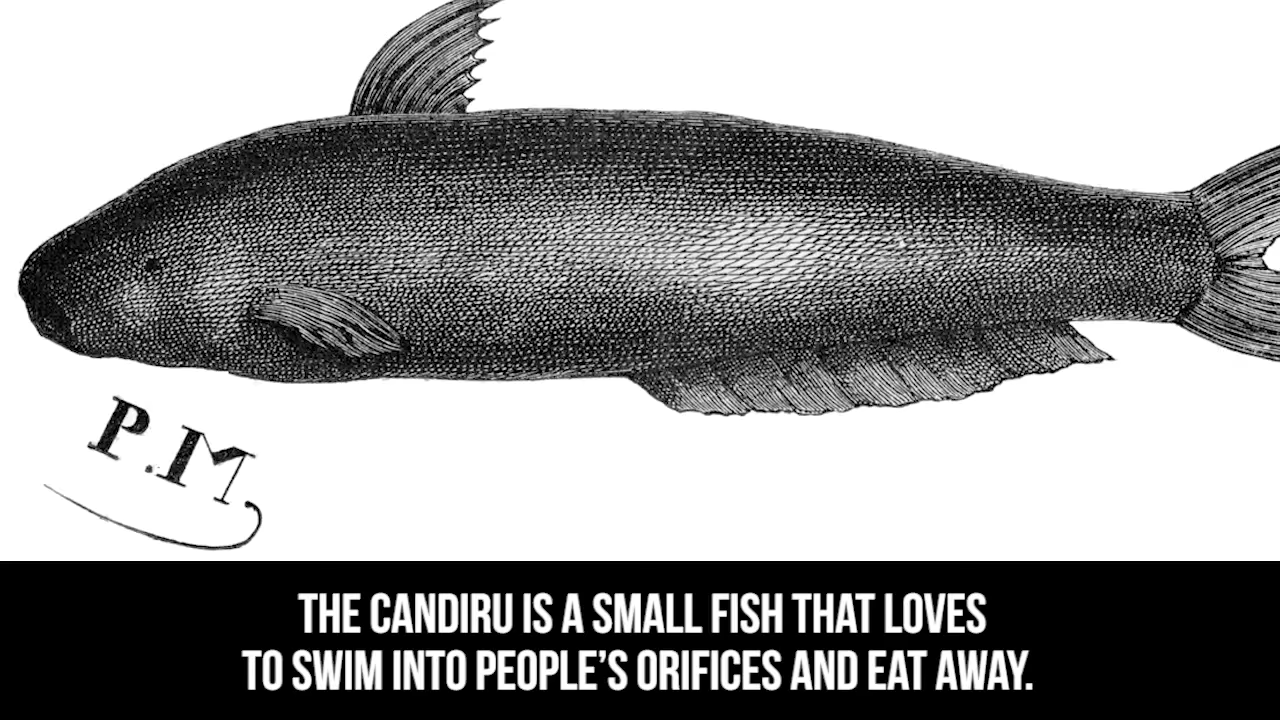 P.M
THE CANDIRU IS A SMALL FISH THAT LOVES
TO SWIM INTO PEOPLE’S ORIFICES AND EAT AWAY.